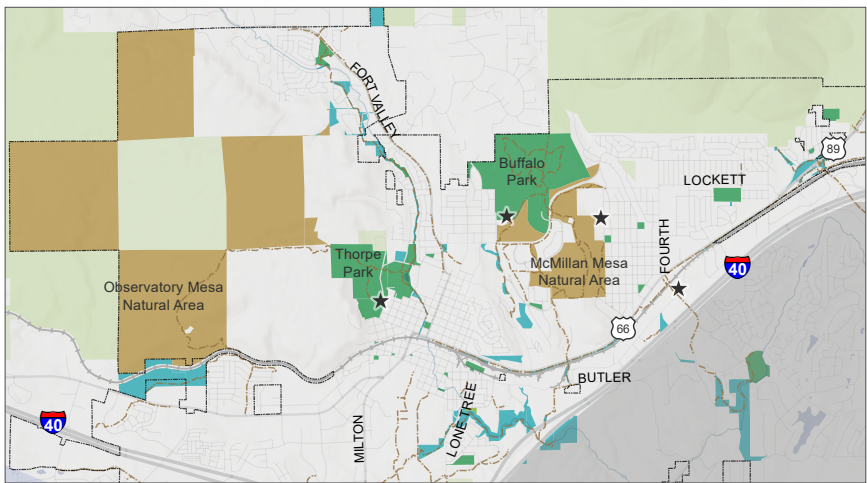 FORT VALLEY
89
Buffalo
Park
LOCKETT
FOURTH
Thorpe
Park
McMillan Mesa
Natural Area
40
Observatory Mesa
Natural Area
66
BUTLER
LONE TREE
MILTON
40